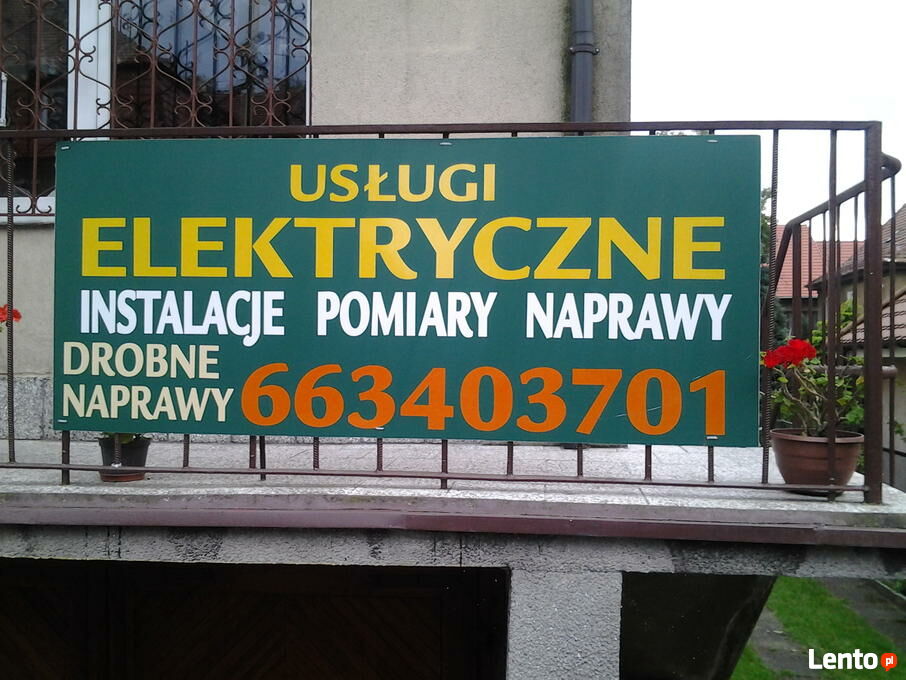 USŁUGI
ELEKTRYCZNE
INSTALACJE POMIARY NAPRAWY
DROBNE
NAPRAWY
663403701
Lento pl